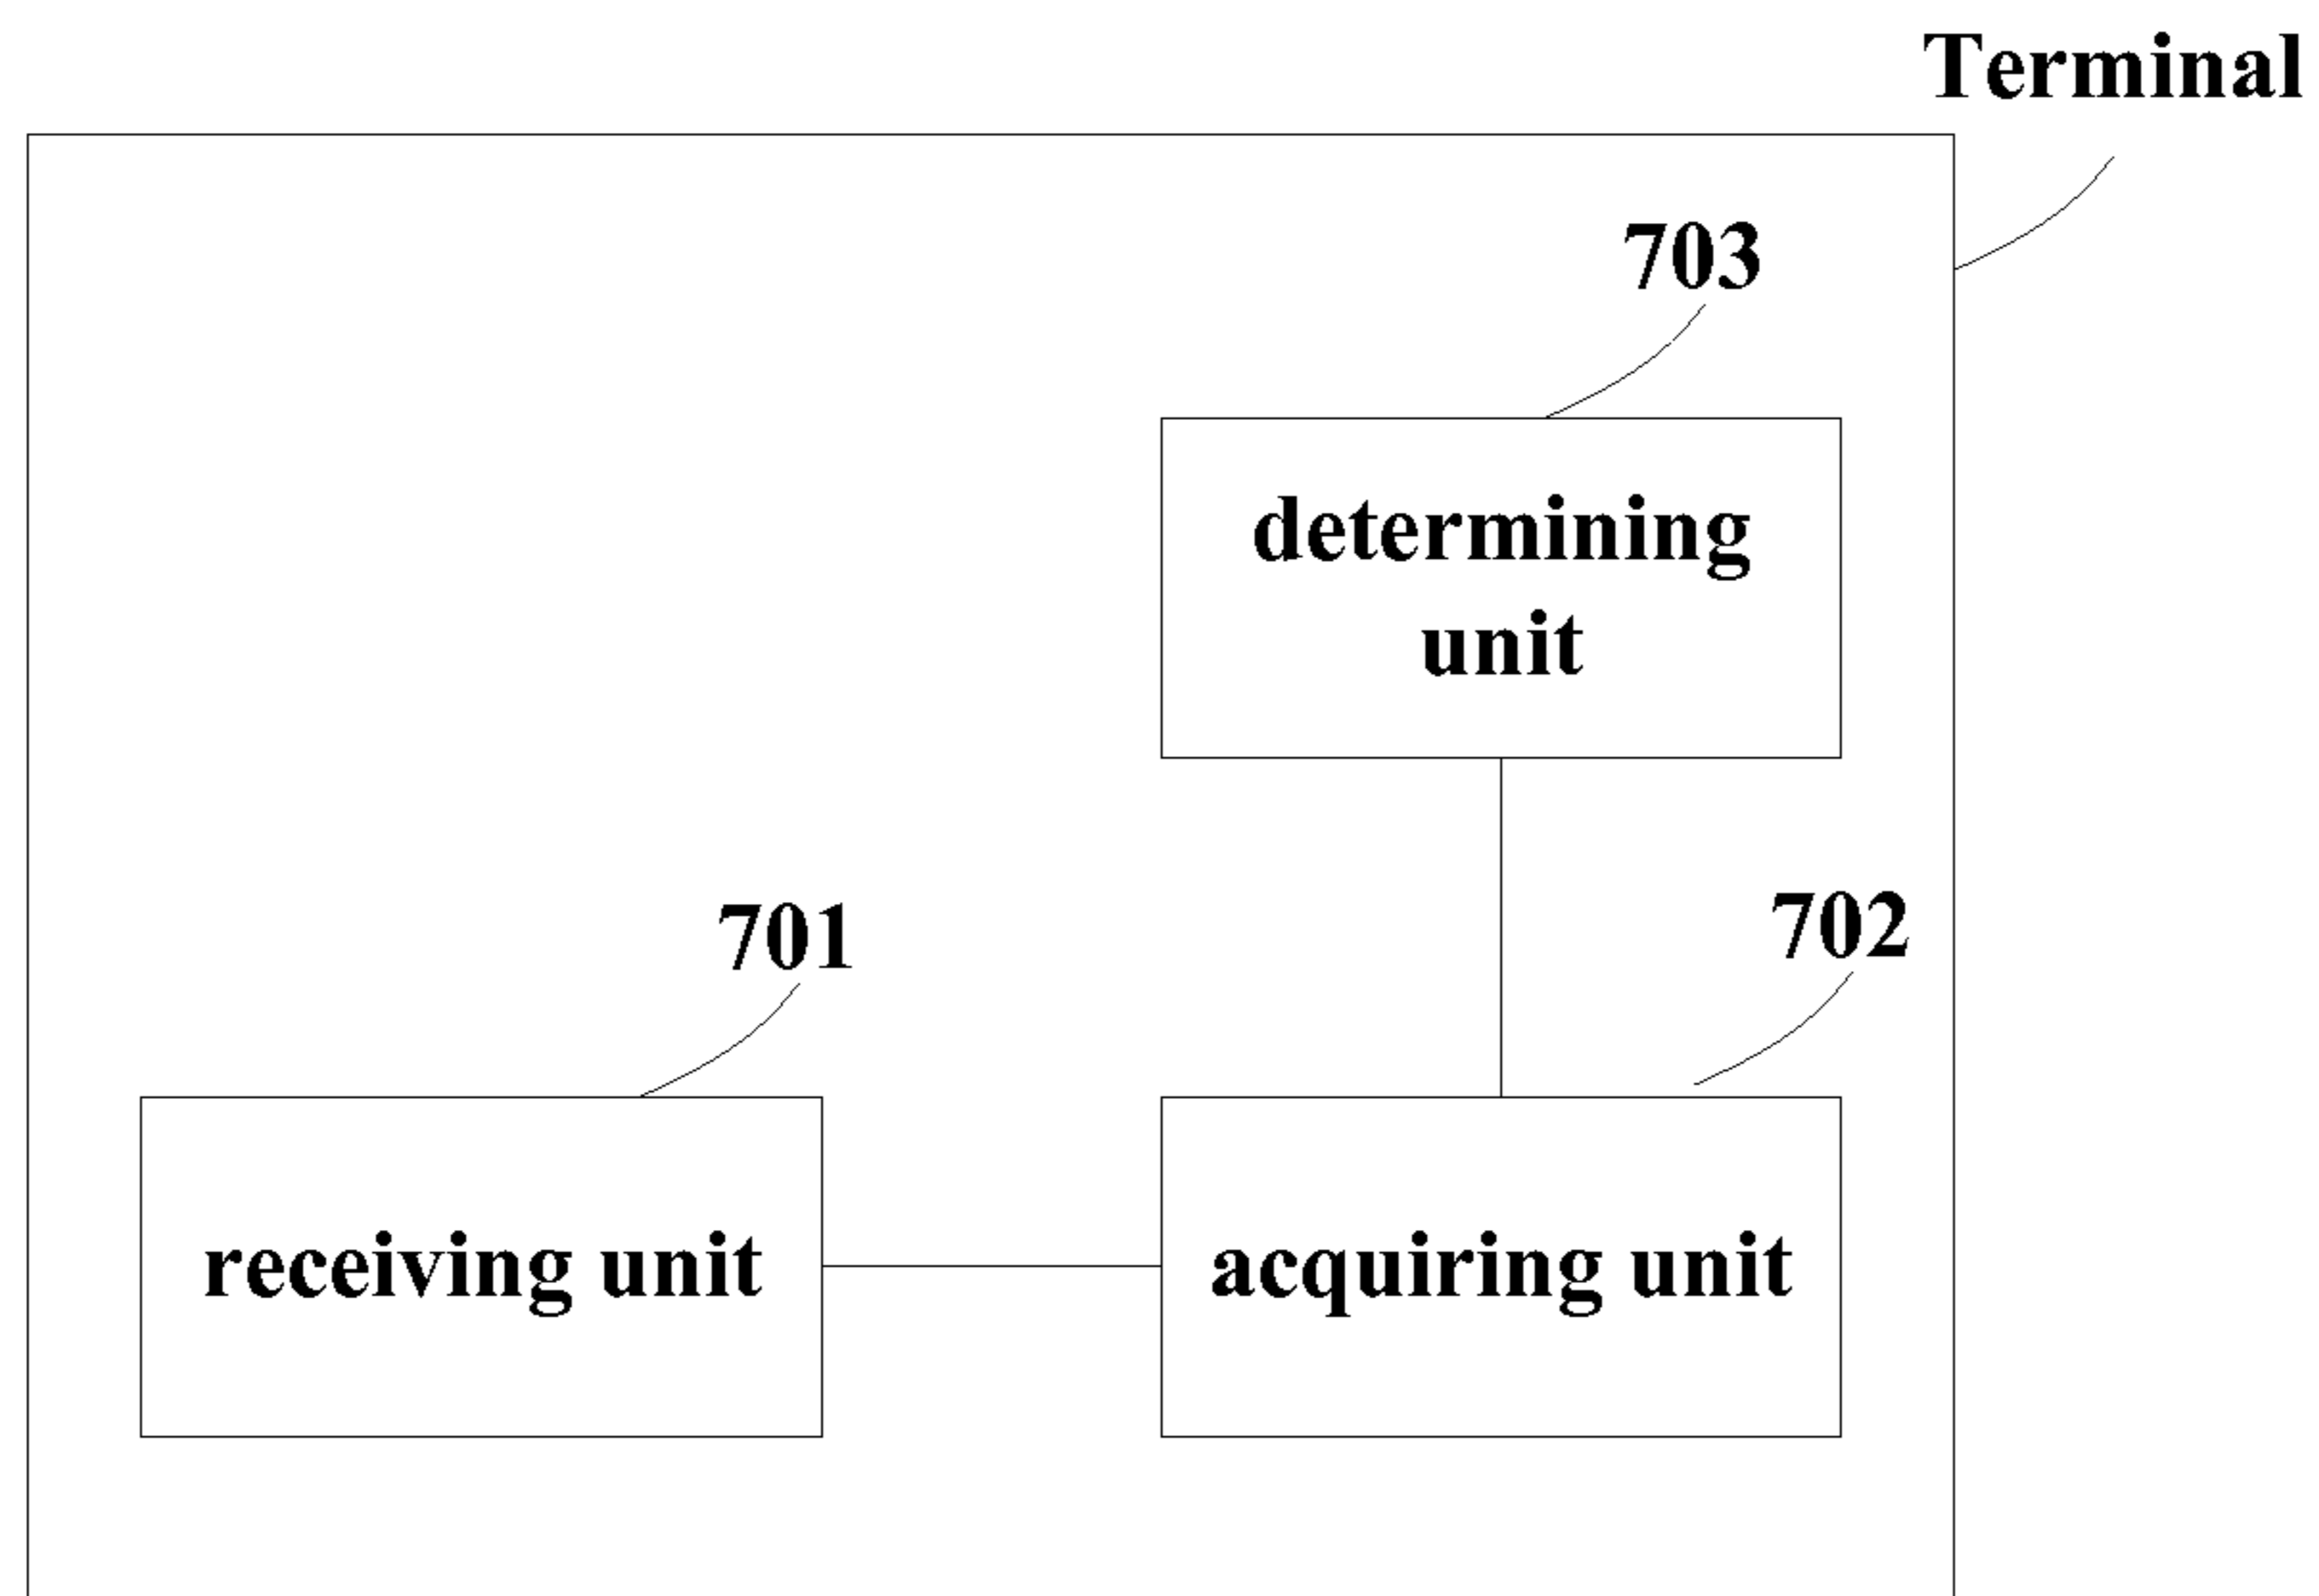 Terminal
703
determining
unit
701
702
receiving unit
acquiring unit